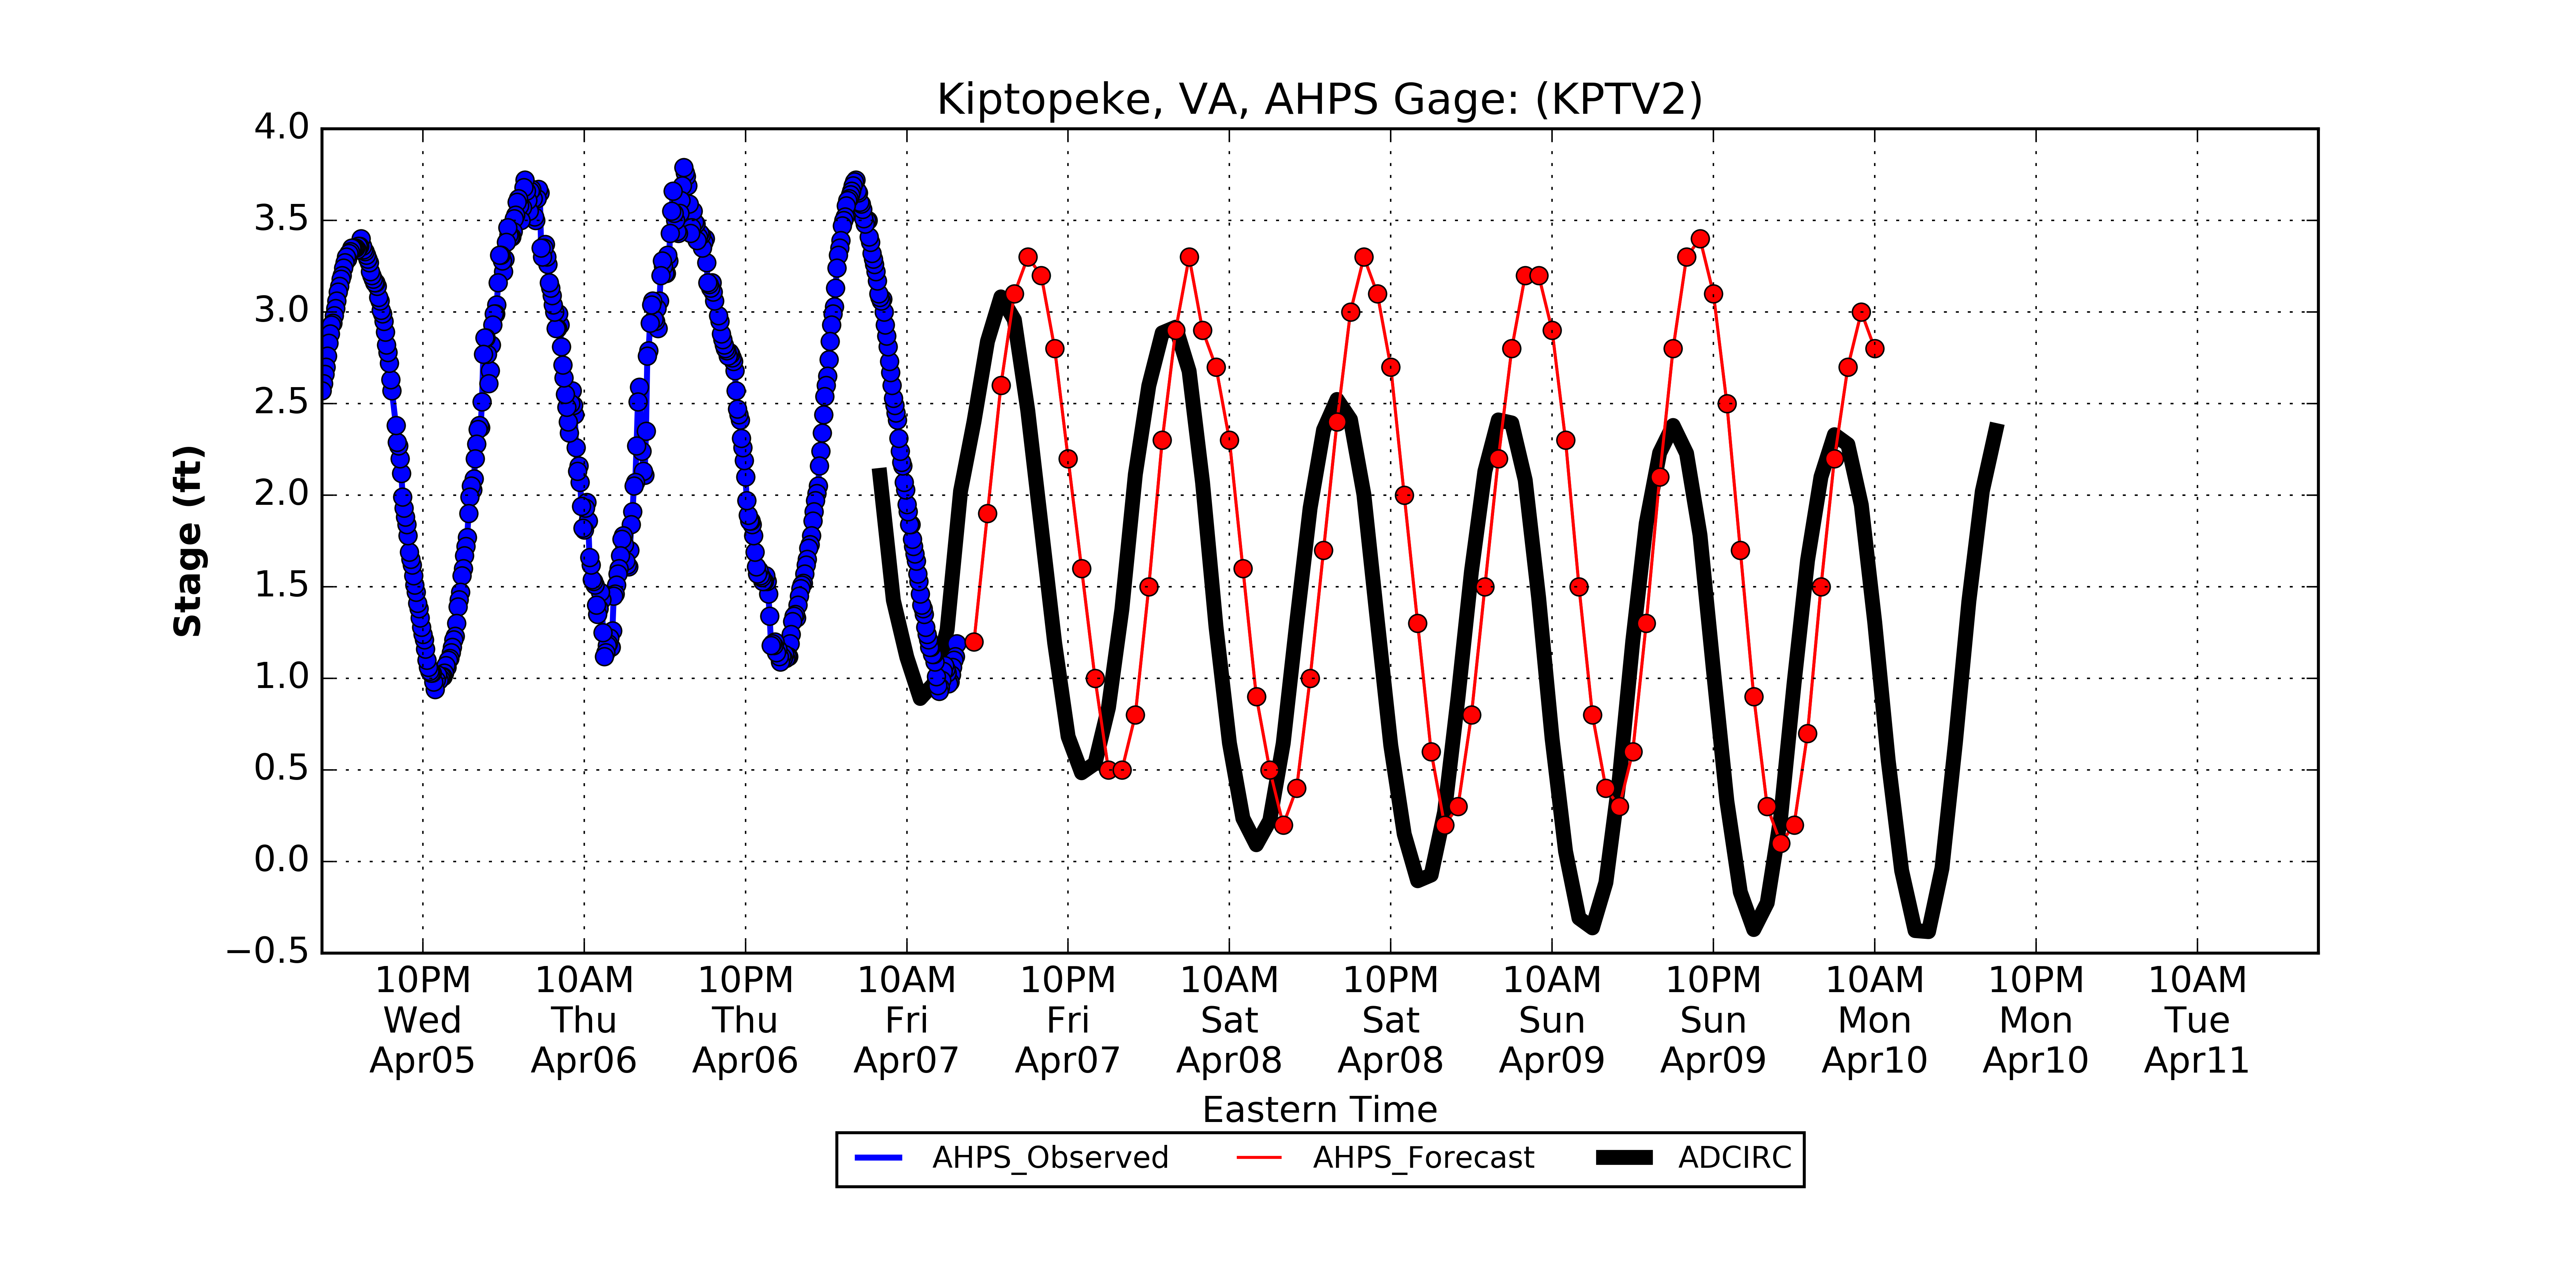 Kiptopeke, VA, AHPS Gage: (KPTV2)
4.0
3.5
3.0
2.5
2.0
1.5
1.0
0.5
0.0
−0.5
Stage (ft)
10PM 10AM 10PM 10AM 10PM 10AM 10PM 10AM 10PM 10AM 10PM 10AM
Wed Thu Thu Fri Fri Sat Sat Sun Sun Mon Mon Tue
Apr05 Apr06 Apr06 Apr07 Apr07 Apr08 Apr08 Apr09 Apr09 Apr10 Apr10 Apr11
Eastern Time
AHPS_Observed AHPS_Forecast ADCIRC